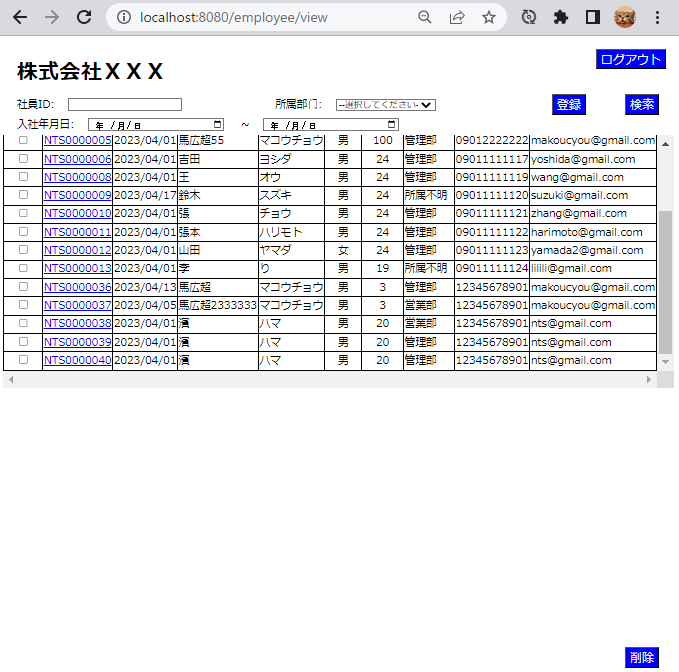 localhost:8080/employee/view
ログアウト
株式会社ＸＸＸ
社員ID： 所属部门： --選択してください-- 登録 検索
入社年月日： 年 /月/日 ~ 年 /月/日
NTS0000005 2023/04/01 馬広超55 マコウチョウ 男 100 管理部 09012222222 makoucyou@gmail.com
NTS0000006 2023/04/01 吉田 ヨシダ 男 24 管理部 09011111117 yoshida@gmail.com
NTS0000008 2023/04/01 王 オウ 男 24 管理部 09011111119 wang@gmail.com
NTS0000009 2023/04/17 鈴木 スズキ 男 24 所属不明 09011111120 suzuki@gmail.com
NTS0000010 2023/04/01 張 チョウ 男 24 管理部 09011111121 zhang@gmail.com
NTS0000011 2023/04/01 張本 ハリモト 男 24 管理部 09011111122 harimoto@gmail.com
NTS0000012 2023/04/01 山田 ヤマダ 女 24 管理部 09011111123 yamada2@gmail.com
NTS0000013 2023/04/01 李 り 男 19 所属不明 09011111124 lilili@gmail.com
NTS0000036 2023/04/13 馬広超 マコウチョウ 男 3 管理部 12345678901 makoucyou@gmail.com
NTS0000037 2023/04/05 馬広超2333333 マコウチョウ 男 3 営業部 12345678901 makoucyou@gmail.com
NTS0000038 2023/04/01 濱 ハマ 男 20 営業部 12345678901 nts@gmail.com
NTS0000039 2023/04/01 濱 ハマ 男 20 管理部 12345678901 nts@gmail.com
NTS0000040 2023/04/01 濱 ハマ 男 20 管理部 12345678901 nts@gmail.com
削除